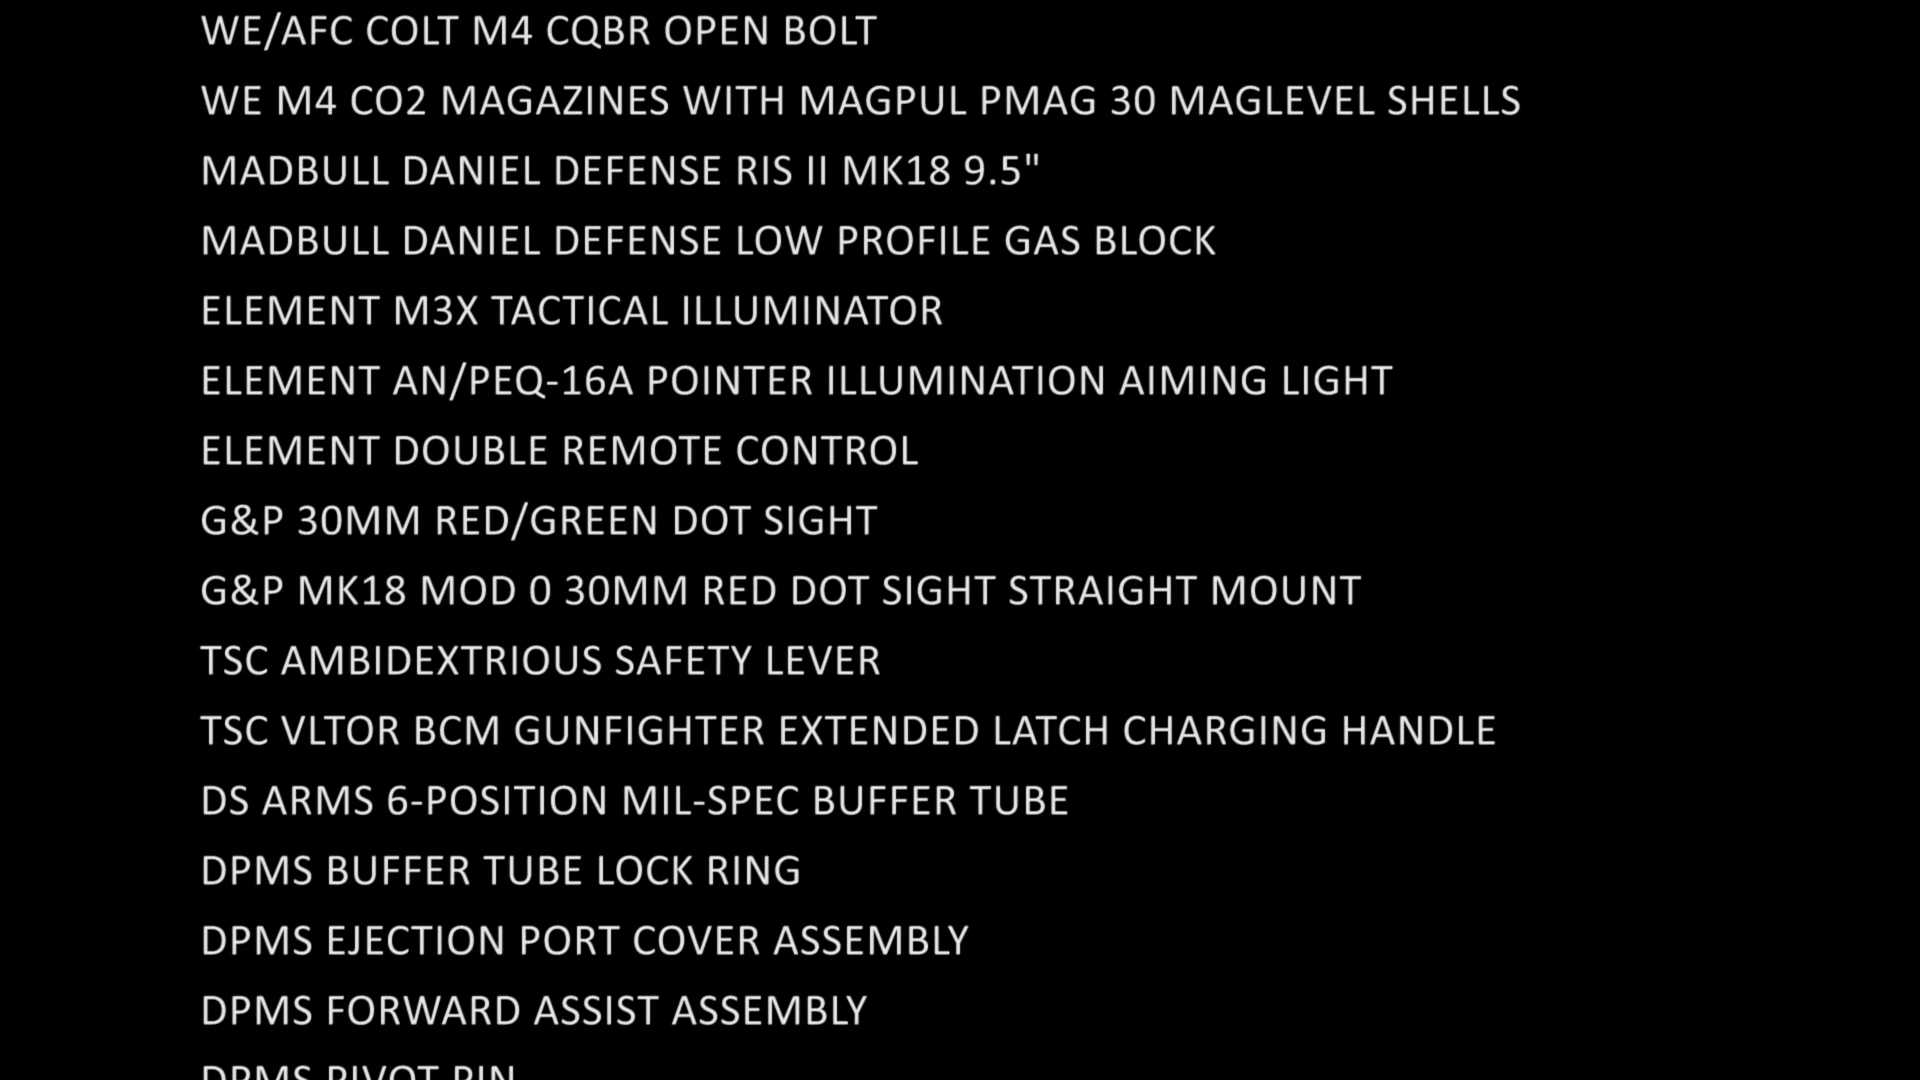 WE/AFC COLT M4 CQBR OPEN BOLT
WE M4 CO2 MAGAZINES WITH MAGPUL PMAG 30 MAGLEVEL SHELLS
MADBULL DANIEL DEFENSE RIS II MK18 9.5"
MADBULL DANIEL DEFENSE LOW PROFILE GAS BLOCK
ELEMENT M3X TACTICAL ILLUMINATOR
ELEMENT AN/PEQ-16A POINTER ILLUMINATION AIMING LIGHT
ELEMENT DOUBLE REMOTE CONTROL
G&P 30MM RED/GREEN DOT SIGHT
G&P MK18 MOD 0 30MM RED DOT SIGHT STRAIGHT MOUNT
TSC AMBIDEXTRIOUS SAFETY LEVER
TSC VLTOR BCM GUNFIGHTER EXTENDED LATCH CHARGING HANDLE
DS ARMS 6-POSITION MIL-SPEC BUFFER TUBE
DPMS BUFFER TUBE LOCK RING
DPMS EJECTION PORT COVER ASSEMBLY
DPMS FORWARD ASSIST ASSEMBLY
DPMS PIVOT PIN